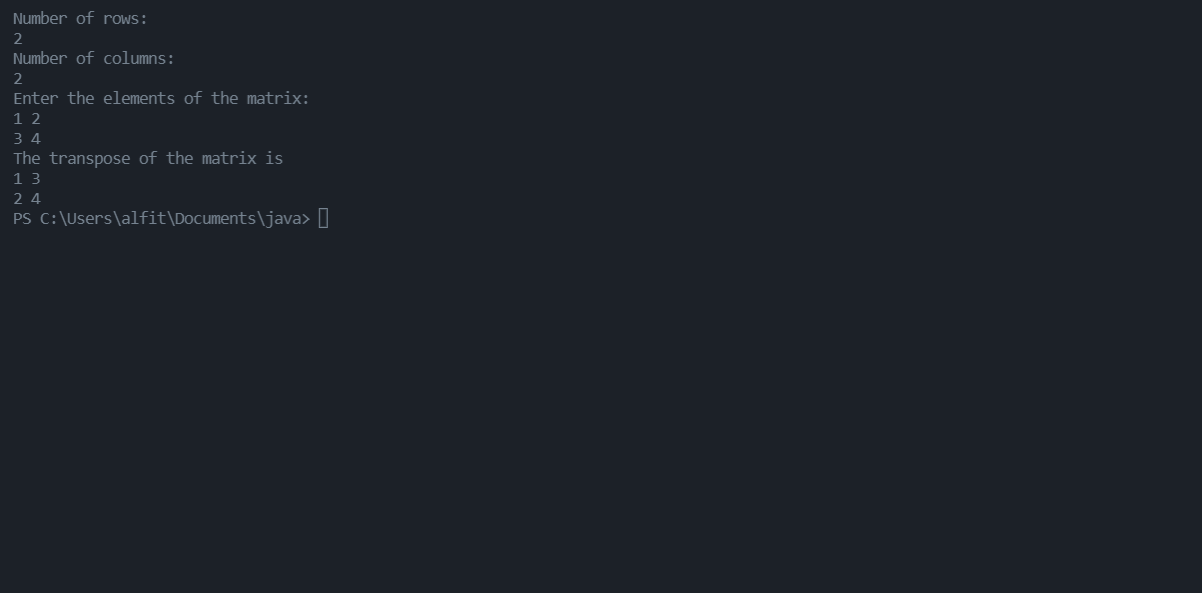 Number of rows:
2
Number of columns:
2
Enter the elements of the matrix:
1 2
3 4
The transpose of the matrix is
1 3
2 4
PS C:\Users\alfit\Documents\java>